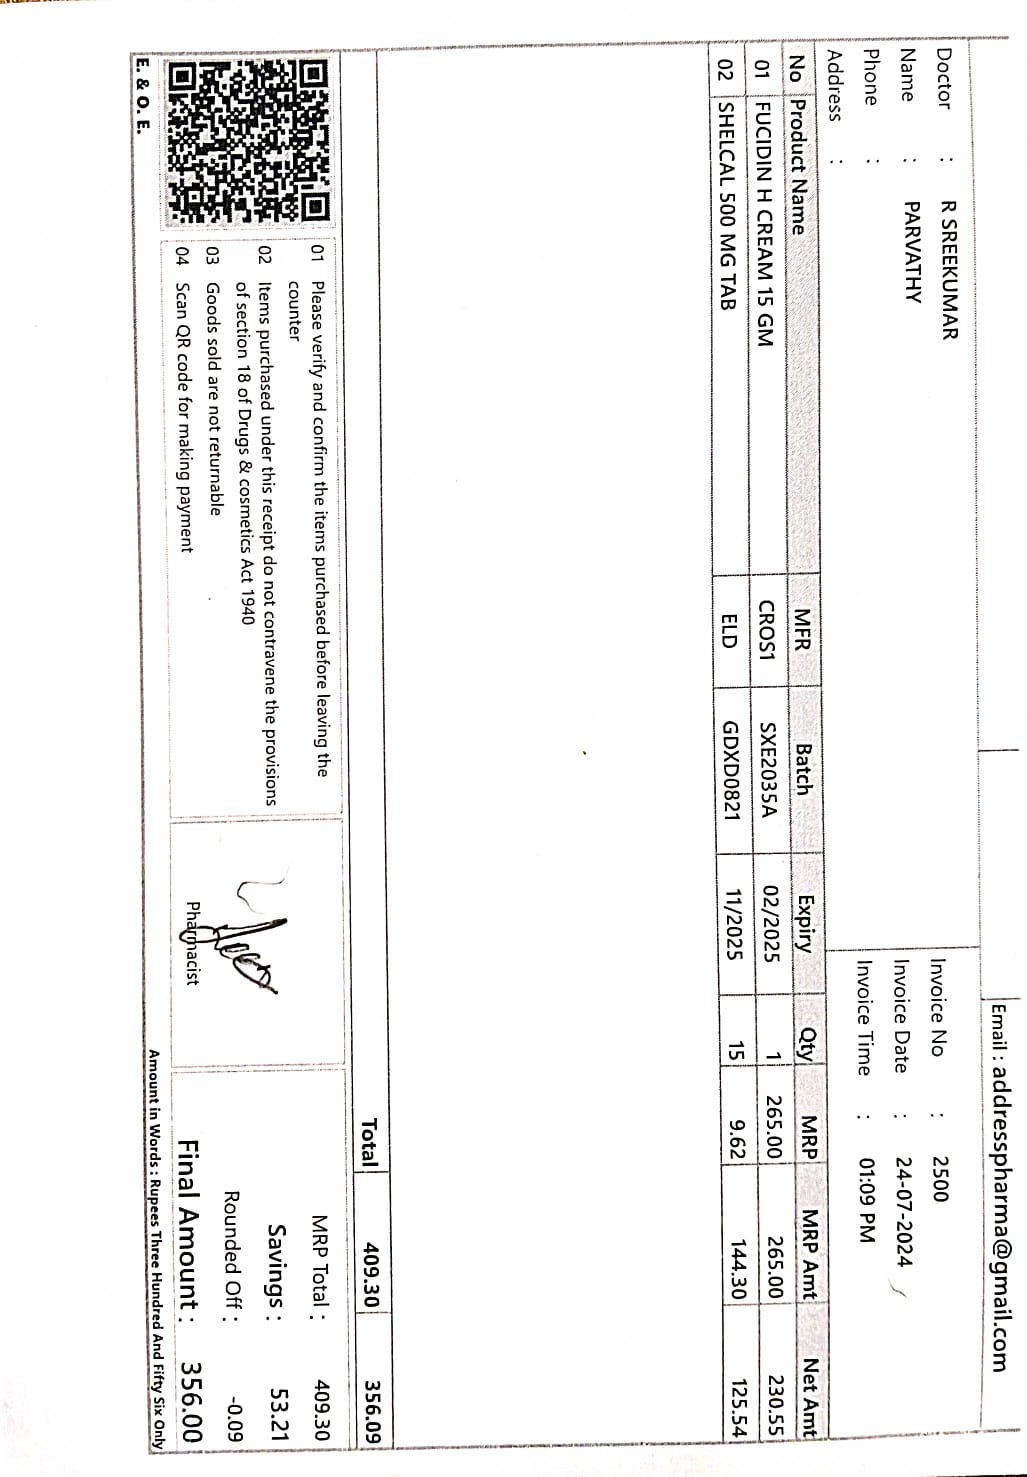 Email : addresspharma@gmail.com
Doctor : R SREEKUMAR
Name : PARVATHY
Phone :
Address :
Invoice No : 2500
Invoice Date : 24-07-2024
Invoice Time : 01:09 PM
No Product Name MFR Batch Expiry Qty MRP MRP Amt Net Amt
01 FUCIDIN H CREAM 15 GM CROS1 SXE2035A 02/2025 1 265.00 265.00 230.55
02 SHELCAL 500 MG TAB ELD GDXD0821 11/2025 15 9.62 144.30 125.54
Total 409.30 356.09
01 Please verify and confirm the items purchased before leaving the
counter
02 Items purchased under this receipt do not contravene the provisions
of section 18 of Drugs & cosmetics Act 1940
03 Goods sold are not returnable
04 Scan QR code for making payment
E. & O. E.
Pharmacist
MRP Total : 409.30
Savings : 53.21
Rounded Off : -0.09
Final Amount : 356.00
Amount in Words : Rupees Three Hundred And Fifty Six Only